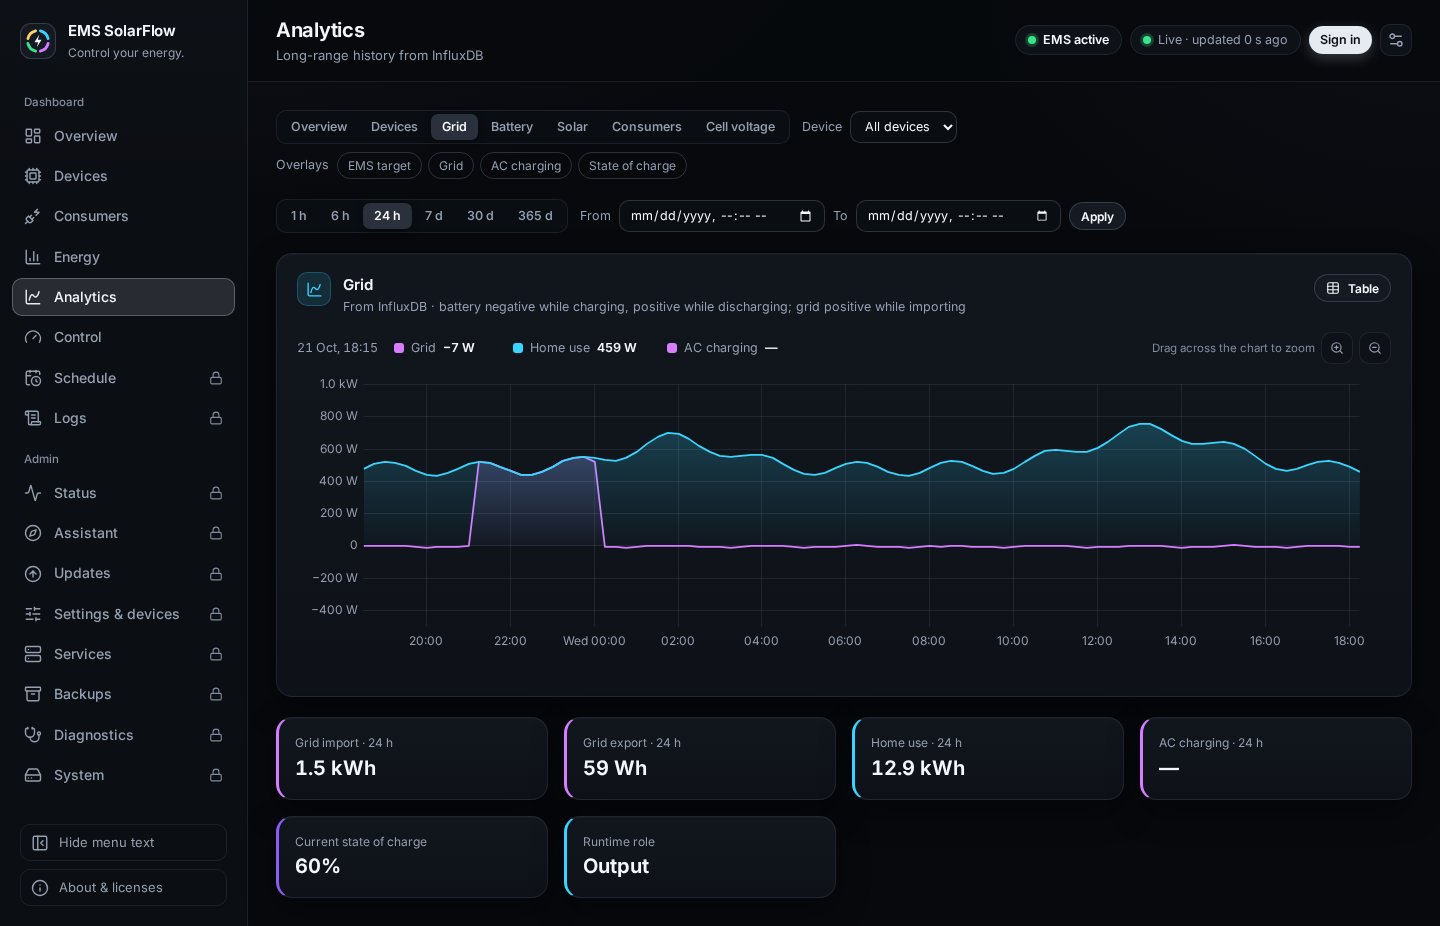 EMS SolarFlow
Control your energy.
Dashboard
Overview
Devices
Consumers
Energy
Analytics
Control
Schedule
Logs
Admin
Status
Assistant
Updates
Settings & devices
Services
Backups
Diagnostics
System
Hide menu text
About & licenses
Analytics
Long-range history from InfluxDB
EMS active
Live · updated 0 s ago
Sign in
Overview Devices Grid Battery Solar Consumers Cell voltage Device All devices
Overlays EMS target Grid AC charging State of charge
1 h 6 h 24 h 7 d 30 d 365 d From mm/dd/yyyy, --:-- -- To mm/dd/yyyy, --:-- -- Apply
Grid
From InfluxDB · battery negative while charging, positive while discharging; grid positive while importing
Table
21 Oct, 18:15 Grid −7 W Home use 459 W AC charging — Drag across the chart to zoom
1.0 kW
800 W
600 W
400 W
200 W
0
−200 W
−400 W
20:00 22:00 Wed 00:00 02:00 04:00 06:00 08:00 10:00 12:00 14:00 16:00 18:00
Grid import · 24 h
1.5 kWh
Grid export · 24 h
59 Wh
Home use · 24 h
12.9 kWh
AC charging · 24 h
—
Current state of charge
60%
Runtime role
Output